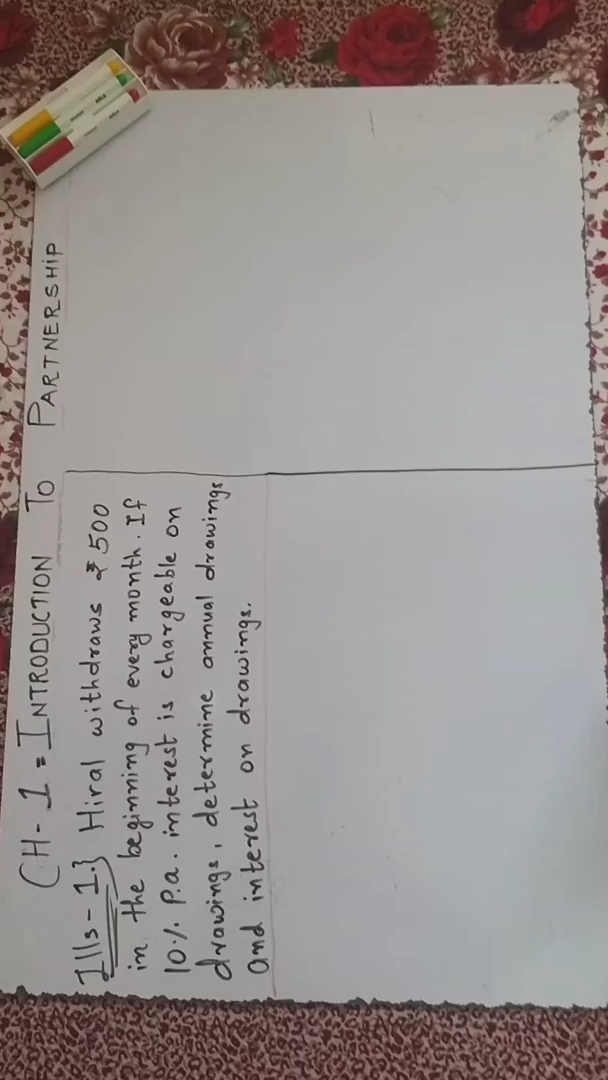 CH-1 = INTRODUCTION TO PARTNERSHIP
Ills-1.} Hiral withdraws ₹500
in the beginning of every month. If
10% p.a. interest is chargeable on
drawings, determine annual drawings
and interest on drawings.